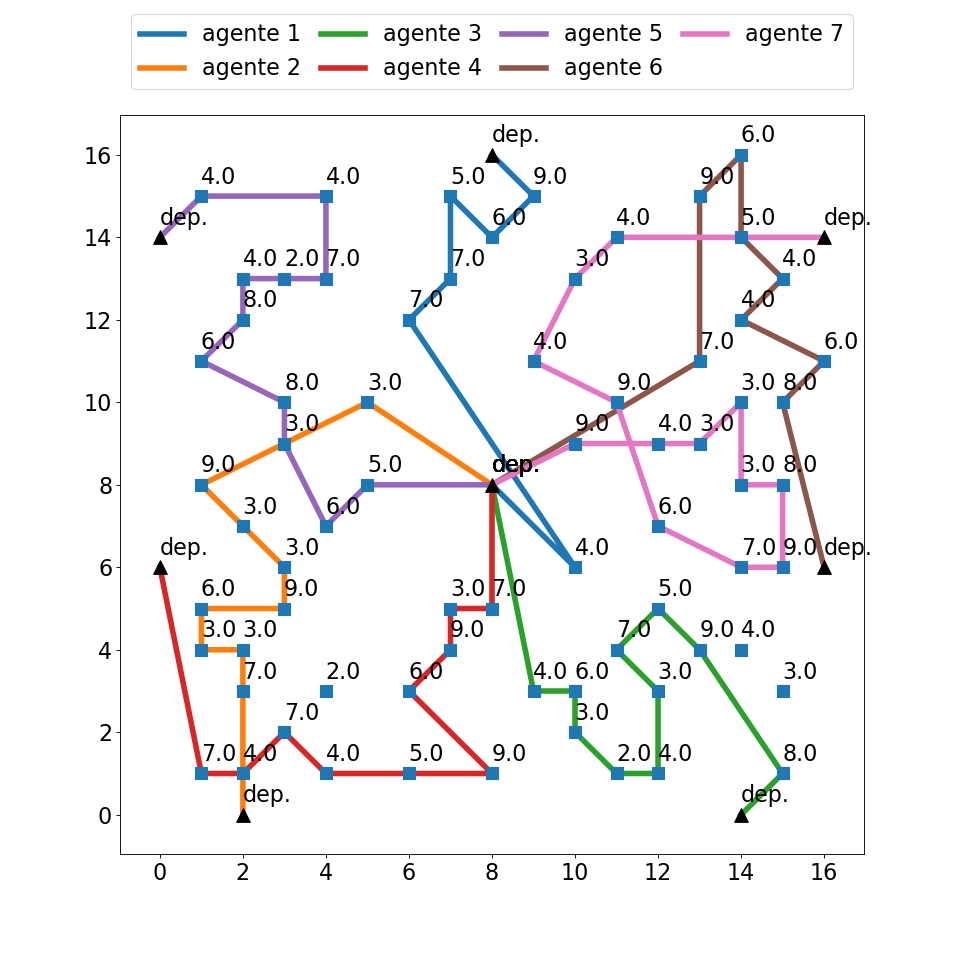 agente 1 agente 3 agente 5 agente 7
agente 2 agente 4 agente 6
dep. 6.0
16
4.0 4.0 5.0 9.0 9.0
dep. 6.0 4.0 5.0 dep.
14
4.0 2.0 7.0 7.0 3.0 4.0
8.0 7.0 4.0
12
6.0 4.0 7.0 6.0
8.0 3.0 9.0 3.0 8.0
10
3.0 9.0 4.0 3.0
9.0 5.0 dep. dep. 3.0 8.0
8
3.0 6.0 6.0
dep. 3.0 4.0 7.0 9.0 dep.
6
6.0 9.0 3.0 7.0 5.0
3.0 3.0 9.0 7.0 9.0 4.0
4
7.0 2.0 6.0 4.0 6.0 3.0 3.0
7.0 3.0
2
7.0 4.0 4.0 5.0 9.0 2.0 4.0 8.0
dep. dep.
0
0 2 4 6 8 10 12 14 16